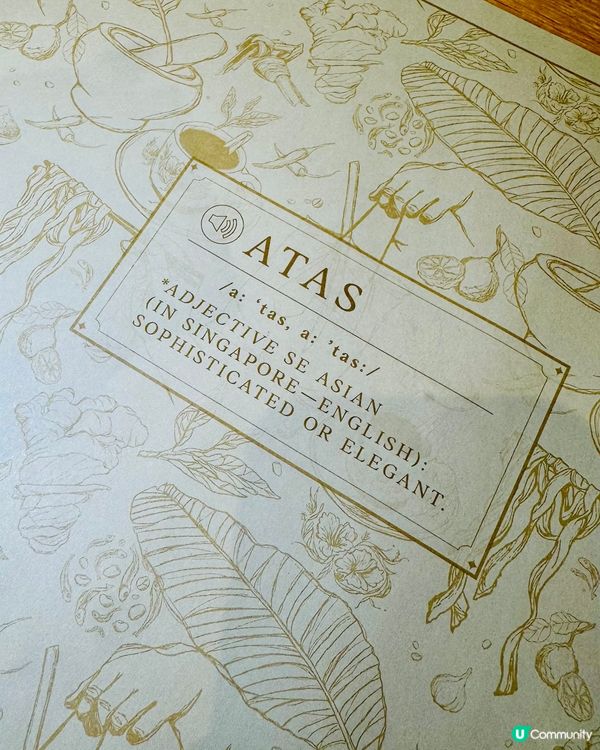 ATAS
/a: ‘tas, a: ’tas:/
*ADJECTIVE SE ASIAN
(IN SINGAPORE—ENGLISH):
SOPHISTICATED OR ELEGANT.
U Community